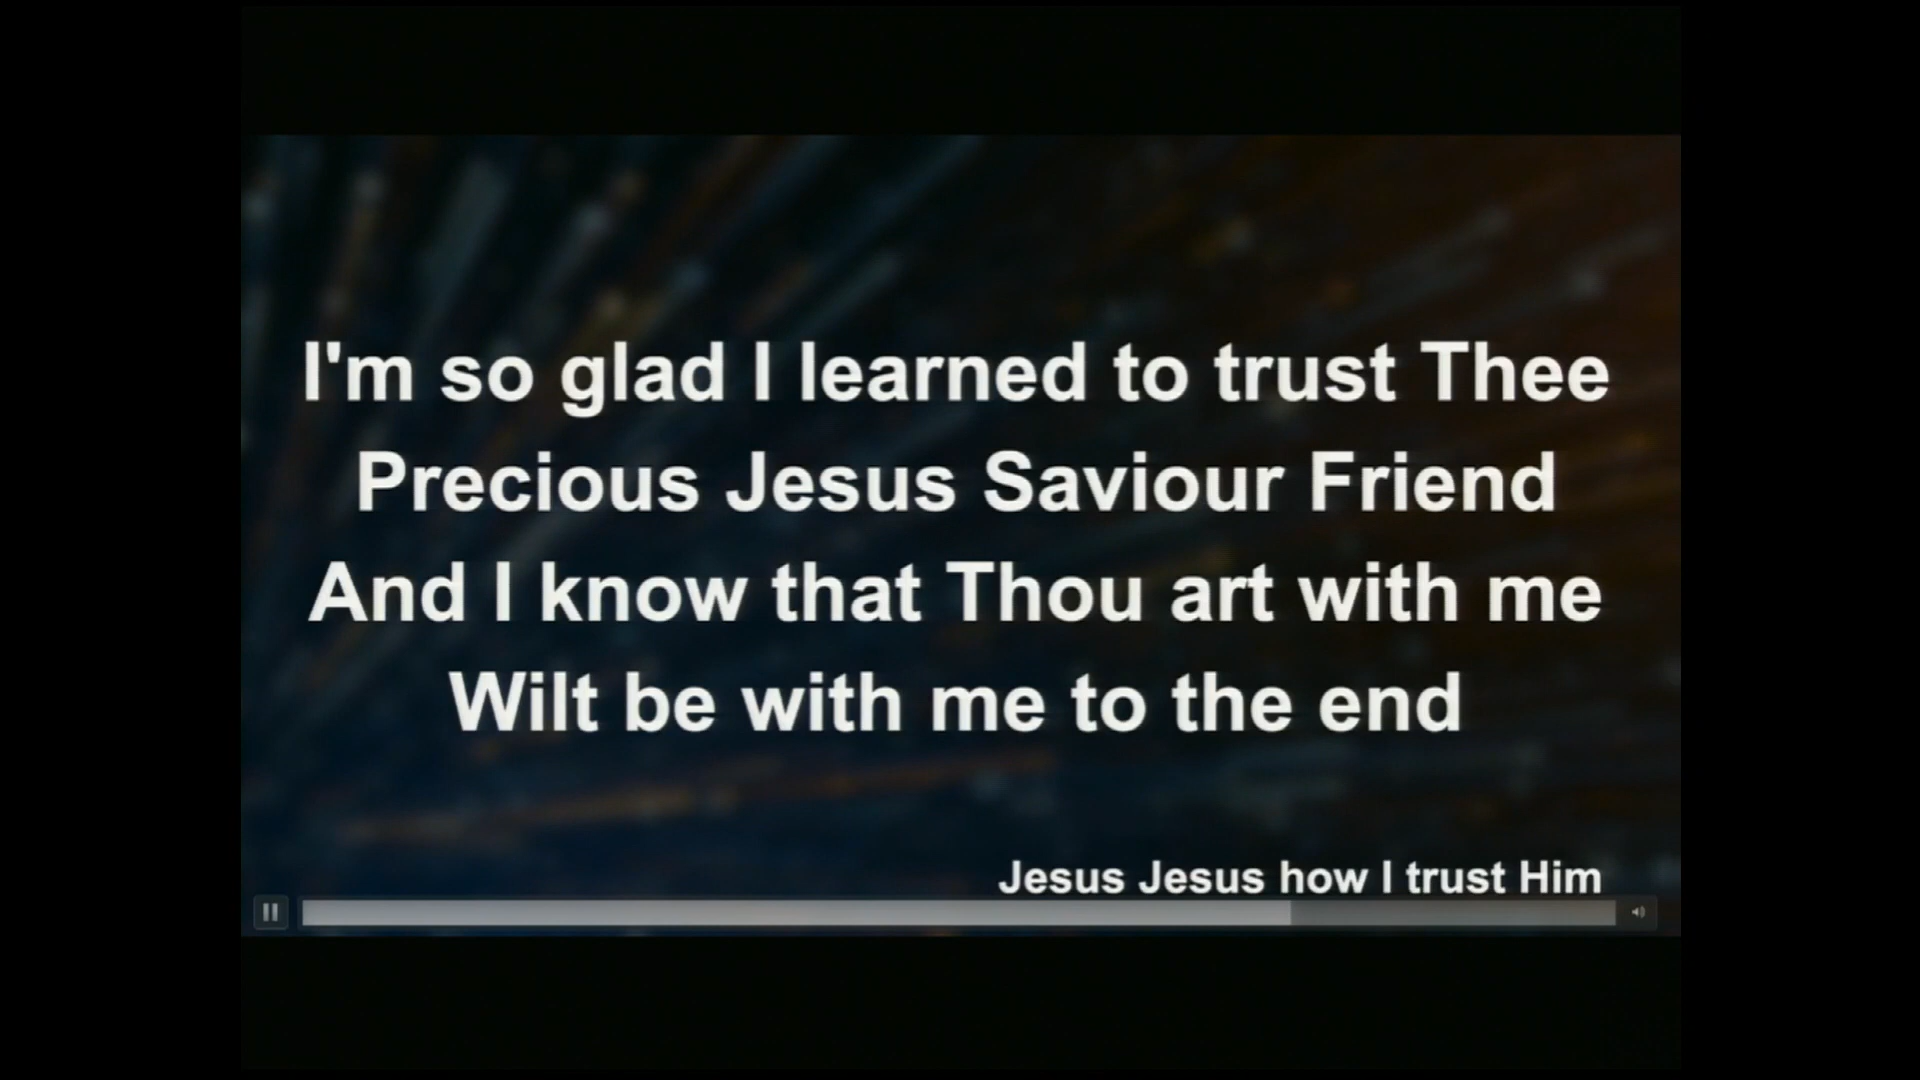 I'm so glad I learned to trust Thee
Precious Jesus Saviour Friend
And I know that Thou art with me
Wilt be with me to the end
Jesus Jesus how I trust Him